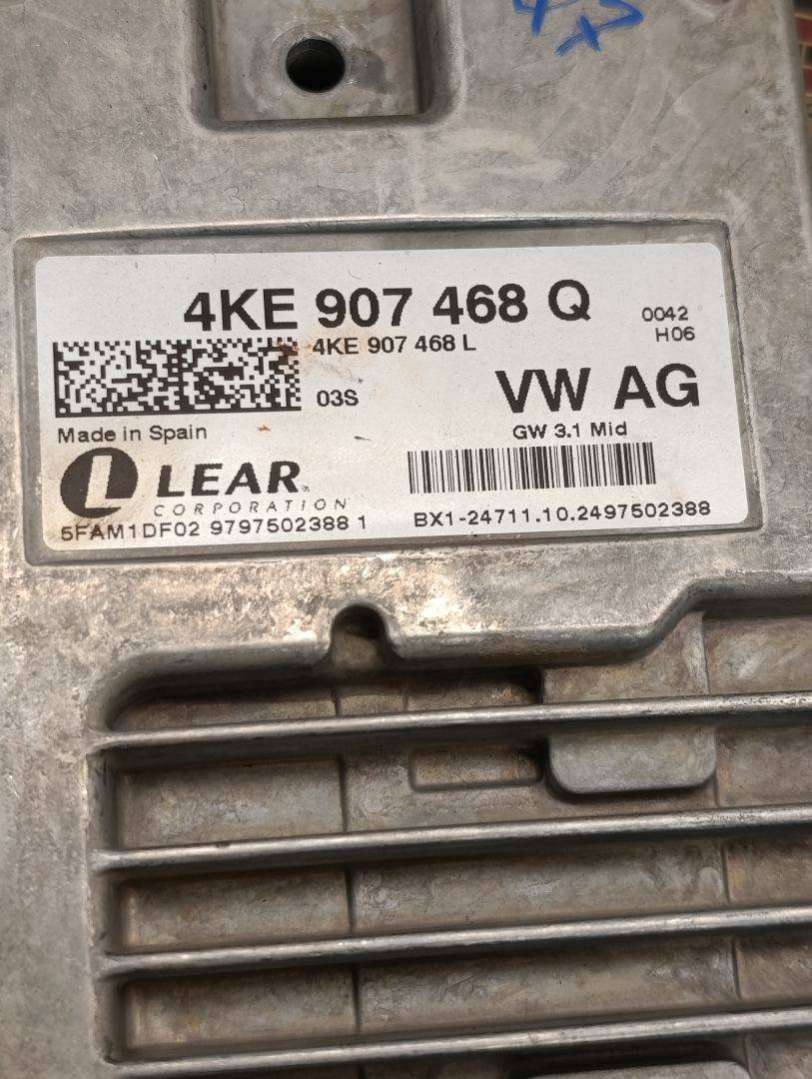 4KE 907 468 Q
0042
H06
4KE 907 468 L
03S
VW AG
Made in Spain
GW 3.1 Mid
LEAR
CORPORATION
5FAM1DF02 9797502388 1
BX1-24711.10.2497502388